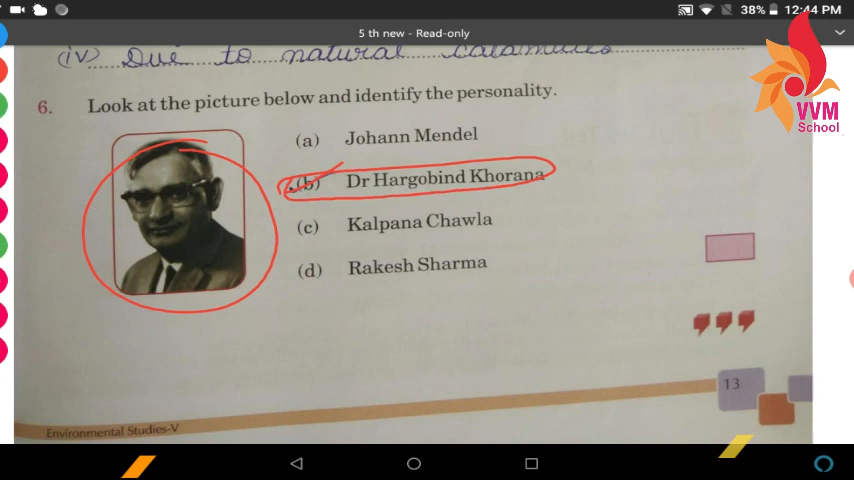 38% 12:44 PM
5 th new - Read-only
(iv) Due to natural calamities
VVM
School
6. Look at the picture below and identify the personality.
(a) Johann Mendel
(b) Dr Hargobind Khorana
(c) Kalpana Chawla
(d) Rakesh Sharma
13
Environmental Studies-V